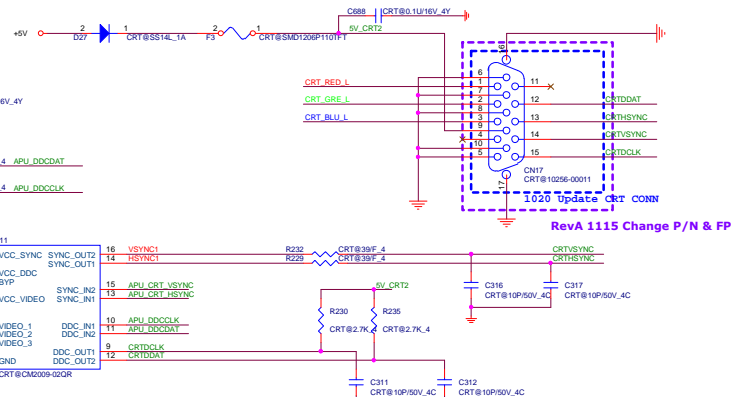 C688 CRT@0.1U/16V_4Y
+5V 2 1 2 1 5V_CRT2
D27 CRT@SS14L_1A F3 CRT@SMD1206P110TFT
16
6
CRT_RED_L 1 11
7
6V_4Y CRT_GRE_L 2 12 CRTDDAT
8
CRT_BLU_L 3 13 CRTHSYNC
9
4 14 CRTVSYNC
10
_4 APU_DDCDAT 5 15 CRTDCLK
CN17
CRT@10256-00011
17
_4 APU_DDCCLK
1020 Update CRT CONN
RevA 1115 Change P/N & FP
11
VCC_SYNC SYNC_OUT2 16 VSYNC1 R232 CRT@39/F_4 CRTVSYNC
SYNC_OUT1 14 HSYNC1 R229 CRT@39/F_4 CRTHSYNC
VCC_DDC
BYP SYNC_IN2 15 APU_CRT_VSYNC 5V_CRT2 C316 C317
VCC_VIDEO SYNC_IN1 13 APU_CRT_HSYNC CRT@10P/50V_4C CRT@10P/50V_4C
R230 R235
VIDEO_1 DDC_IN1 10 APU_DDCCLK
VIDEO_2 DDC_IN2 11 APU_DDCDAT CRT@2.7K_4 CRT@2.7K_4
VIDEO_3
DDC_OUT1 9 CRTDCLK
GND DDC_OUT2 12 CRTDDAT
CRT@CM2009-02QR
C311 C312
CRT@10P/50V_4C CRT@10P/50V_4C